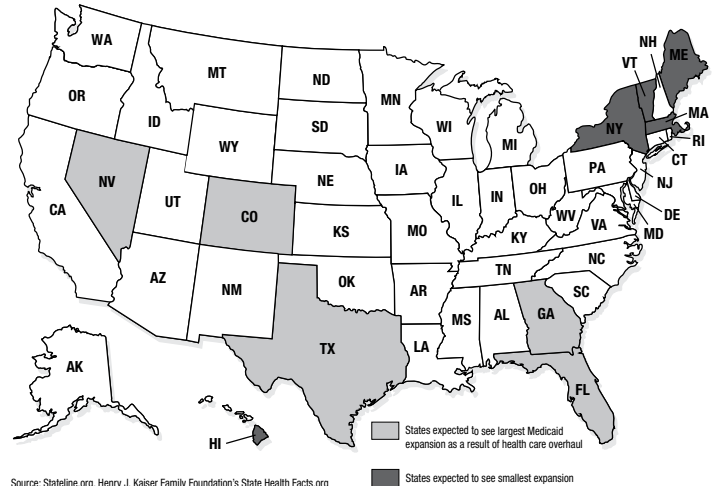 WA
MT
ND
MN
OR
ID
SD
WI
MI
NH
VT
ME
MA
NY
RI
CT
WY
NV
UT
CO
NE
IA
IL
IN
OH
PA
NJ
DE
MD
CA
KS
MO
KY
WV
VA
AZ
NM
OK
AR
TN
NC
SC
TX
LA
MS
AL
GA
FL
AK
HI
States expected to see largest Medicaid
expansion as a result of health care overhaul
Source: Stateline.org, Henry J. Kaiser Family Foundation's State Health Facts.org
States expected to see smallest expansion